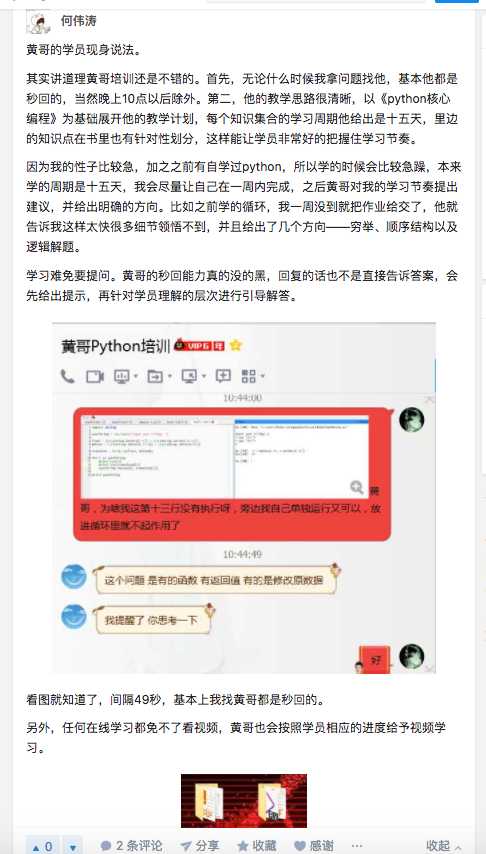 何伟涛
黄哥的学员现身说法。
其实讲道理黄哥培训还是不错的。首先，无论什么时候我拿问题找他，基本他都是
秒回的，当然晚上10点以后除外。第二，他的教学思路很清晰，以《python核心
编程》为基础展开他的教学计划，每个知识集合的学习周期他给出是十五天，里边
的知识点在书里也有针对性划分，这样能让学员非常好的把握住学习节奏。
因为我的性子比较急，加之之前有自学过python，所以学的时候会比较急躁，本来
学的周期是十五天，我会尽量让自己在一周内完成，之后黄哥对我的学习节奏提出
建议，并给出明确的方向。比如之前学的循环，我一周没到就把作业给交了，他就
告诉我这样太快很多细节领悟不到，并且给出了几个方向——穷举、顺序结构以及
逻辑解题。
学习难免要提问。黄哥的秒回能力真的没的黑，回复的话也不是直接告诉答案，会
先给出提示，再针对学员理解的层次进行引导解答。
黄哥Python培训 VIP6 年
10:44:00
黄
哥，为啥我这第十三行没有执行呀，旁边我自己单独运行又可以，放
进循环里就不起作用了
10:44:49
这个问题 是有的函数 有返回值 有的是修改原数据
我提醒了 你思考一下
好
看图就知道了，间隔49秒，基本上我找黄哥都是秒回的。
另外，任何在线学习都免不了看视频，黄哥也会按照学员相应的进度给予视频学
习。
0 2 条评论 分享 收藏 感谢 ··· 收起